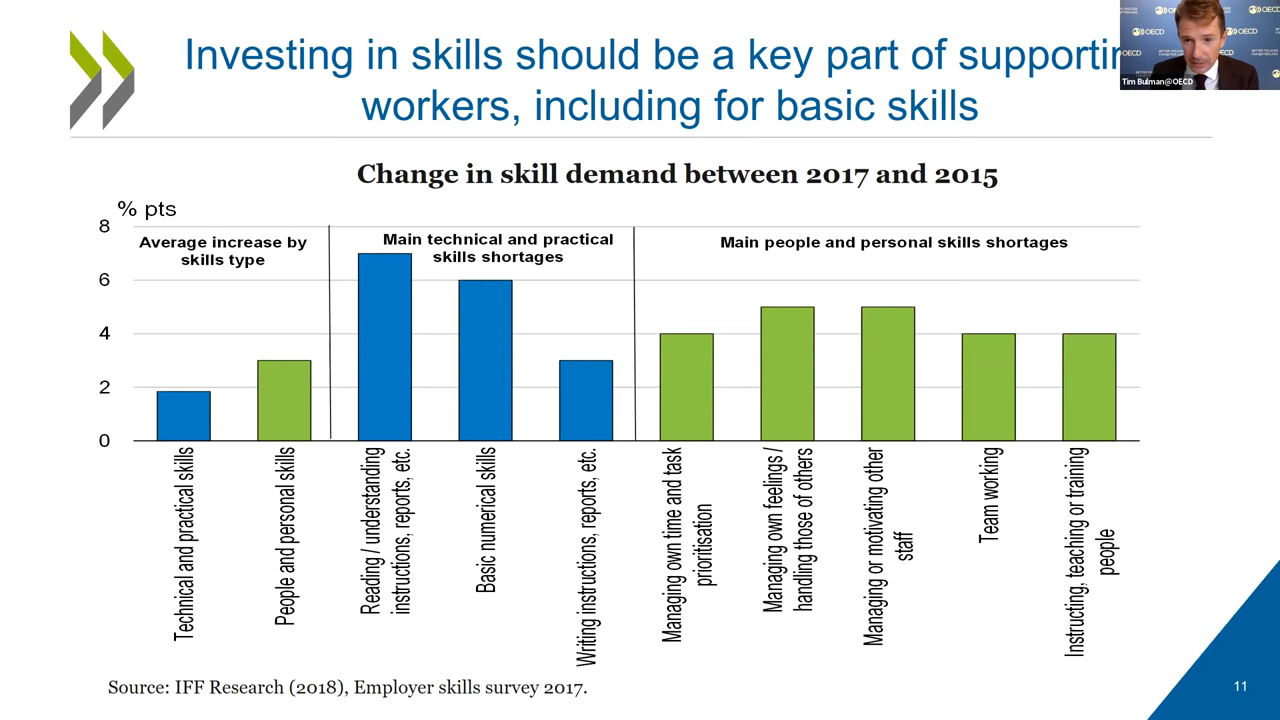 Investing in skills should be a key part of supportin
workers, including for basic skills
Tim Bulman@OECD
OECD
OECD
OECD
Change in skill demand between 2017 and 2015
% pts
8
6
4
2
0
Average increase by
skills type
Main technical and practical
skills shortages
Main people and personal skills shortages
Technical and practical skills
People and personal skills
Reading / understanding
instructions, reports, etc.
Basic numerical skills
Writing instructions, reports, etc.
Managing own time and task
prioritisation
Managing own feelings /
handling those of others
Managing or motivating other
staff
Team working
Instructing, teaching or training
people
Source: IFF Research (2018), Employer skills survey 2017.
11